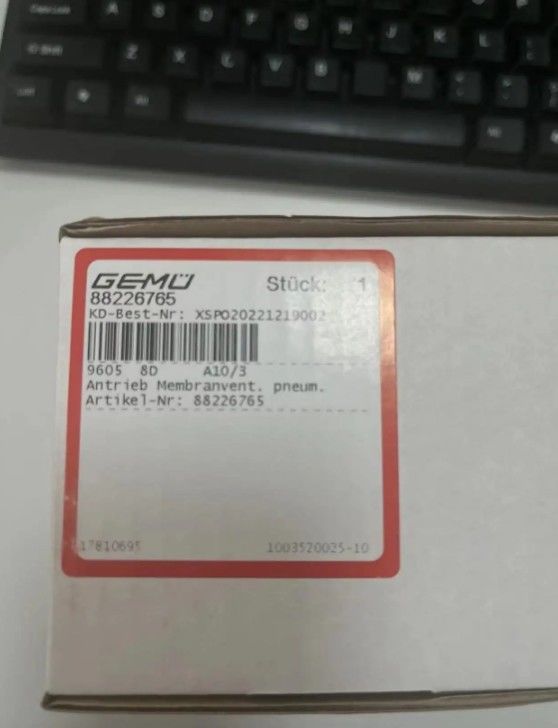 A S D F G H J K L
Z X C V B M
GEMÜ Stück: 1
88226765
KD-Best-Nr: XSPO20221219002
9605 8D A10/3
Antrieb Membranvent. pneum.
Artikel-Nr: 88226765
17810695 1003520025-10